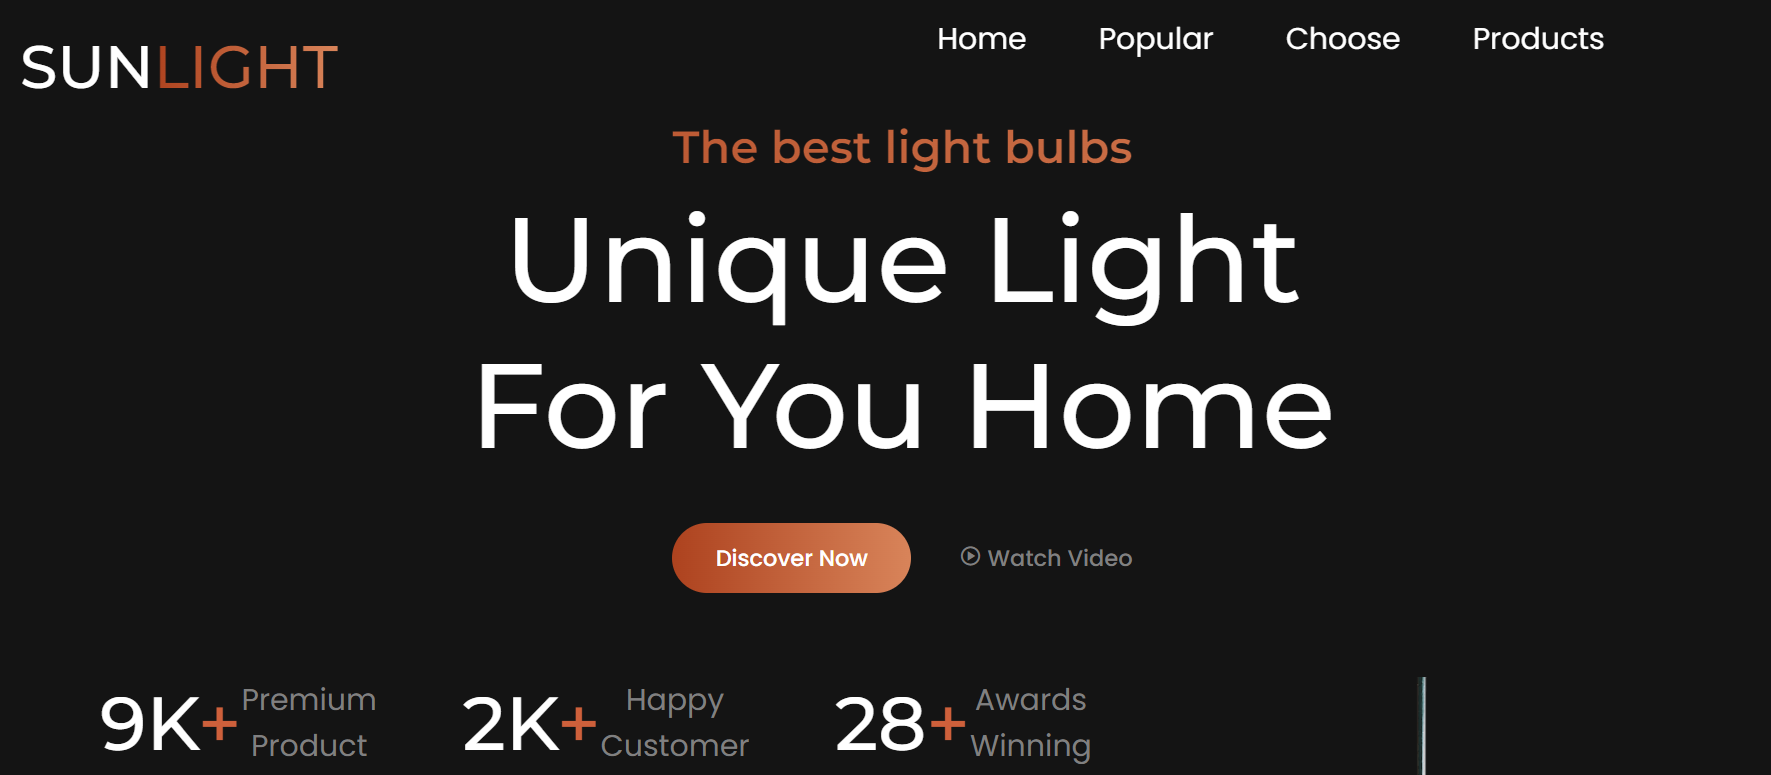 SUNLIGHT
Home Popular Choose Products
The best light bulbs
Unique Light
For You Home
Discover Now Watch Video
9K+ Premium Product
2K+ Happy Customer
28+ Awards Winning